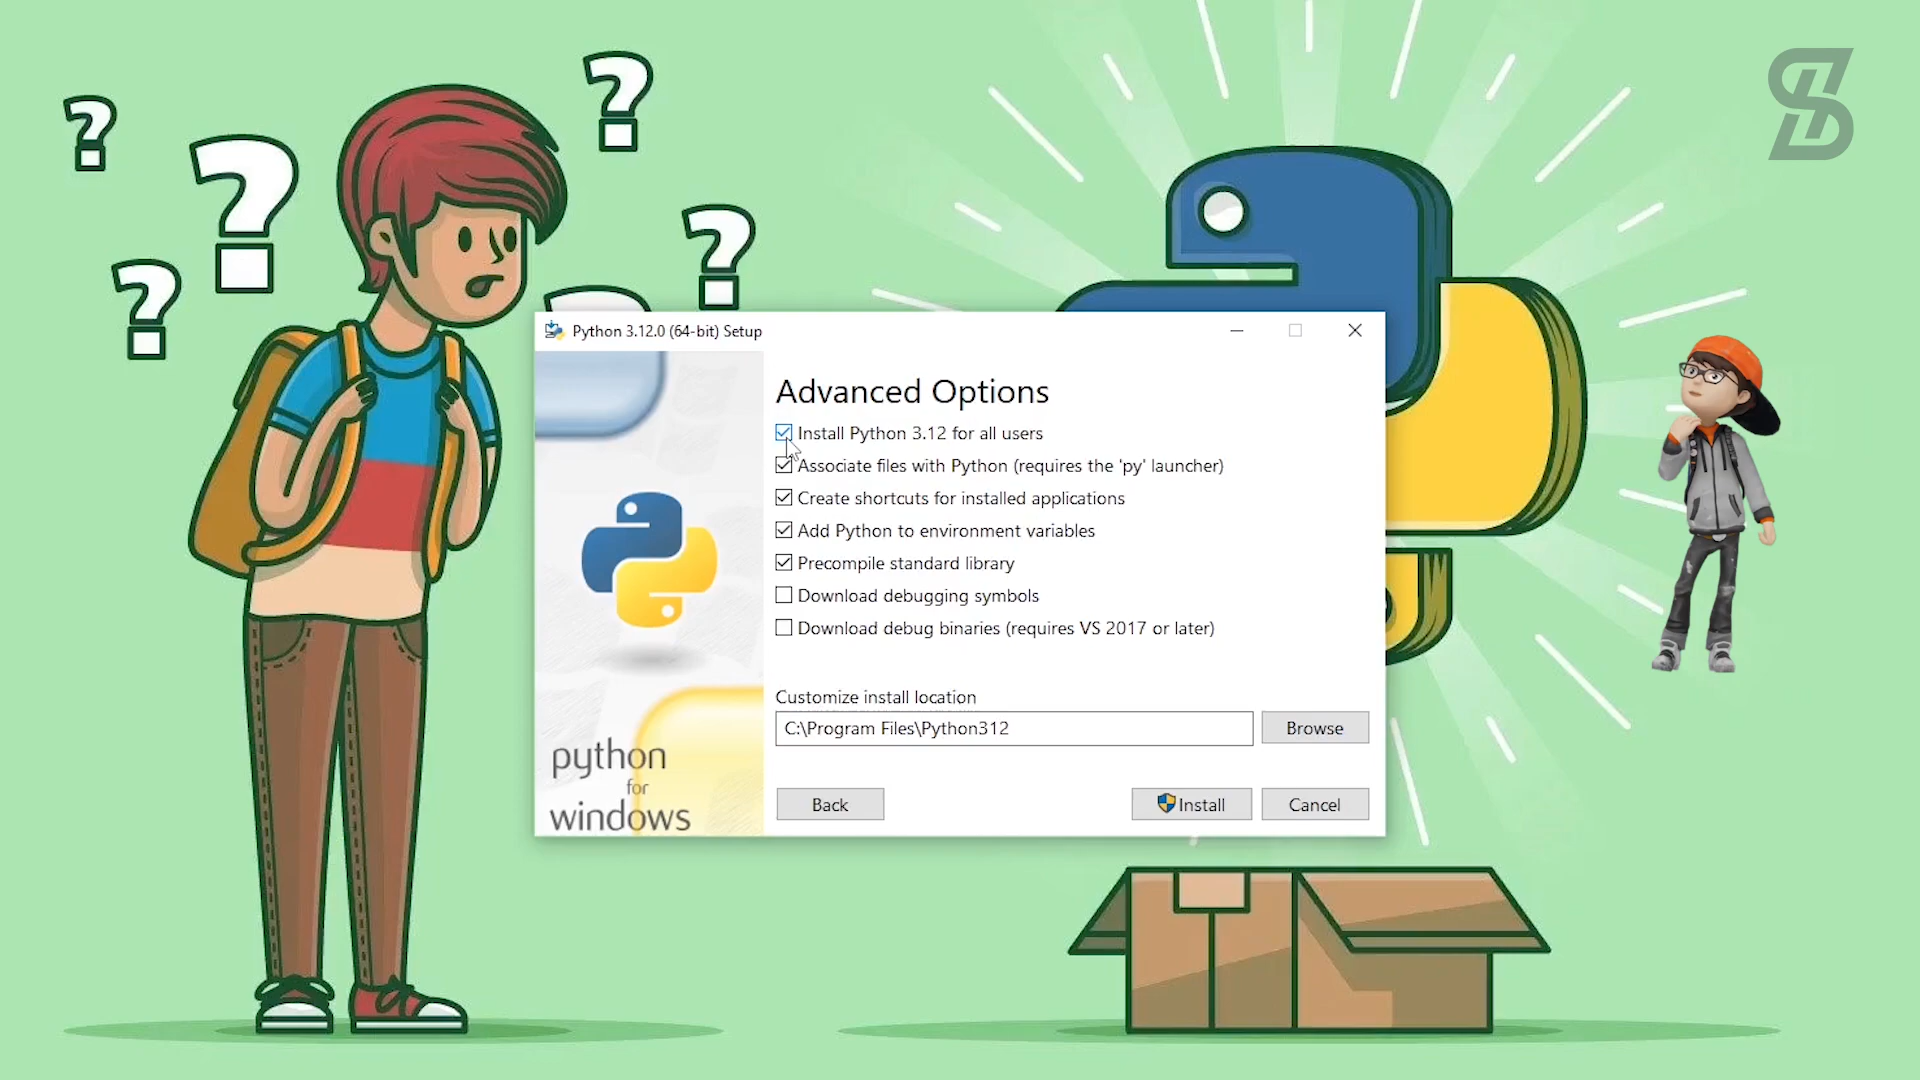 ?
?
?
?
?
Python 3.12.0 (64-bit) Setup
Advanced Options
Install Python 3.12 for all users
Associate files with Python (requires the 'py' launcher)
Create shortcuts for installed applications
Add Python to environment variables
Precompile standard library
Download debugging symbols
Download debug binaries (requires VS 2017 or later)
Customize install location
C:\Program Files\Python312
Browse
python
for
windows
Back
Install
Cancel